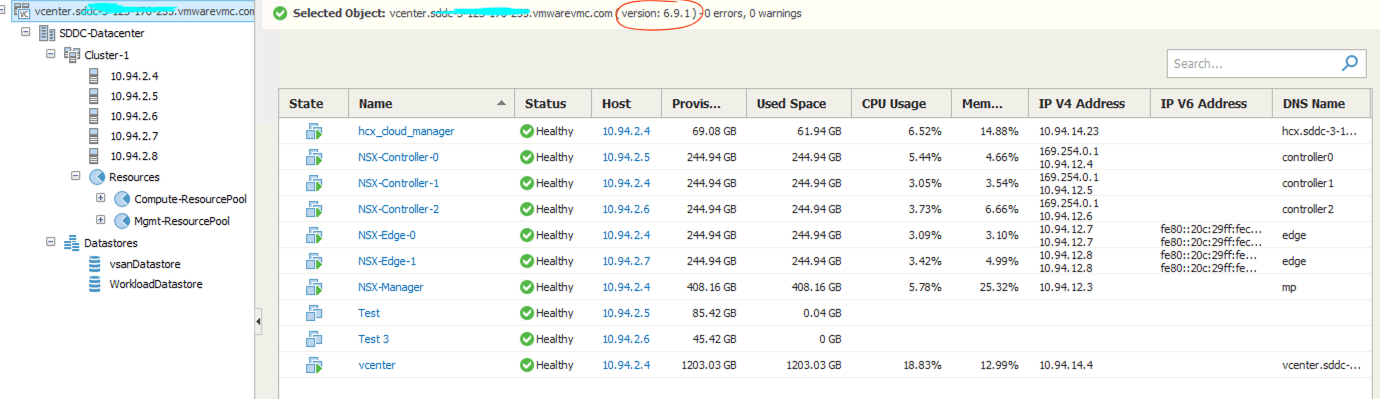 vcenter.sddc-3-125-176-255.vmwarevmc.com
SDDC-Datacenter
Cluster-1
10.94.2.4
10.94.2.5
10.94.2.6
10.94.2.7
10.94.2.8
Resources
Compute-ResourcePool
Mgmt-ResourcePool
Datastores
vsanDatastore
WorkloadDatastore
Selected Object: vcenter.sddc-3-125-176-255.vmwarevmc.com ( version: 6.9.1 ) -0 errors, 0 warnings
Search...
State Name Status Host Provis... Used Space CPU Usage Mem... IP V4 Address IP V6 Address DNS Name
hcx_cloud_manager Healthy 10.94.2.4 69.08 GB 61.94 GB 6.52% 14.88% 10.94.14.23 hcx.sddc-3-1...
NSX-Controller-0 Healthy 10.94.2.5 244.94 GB 244.94 GB 5.44% 4.66% 169.254.0.1 controller0
10.94.12.4
NSX-Controller-1 Healthy 10.94.2.4 244.94 GB 244.94 GB 3.05% 3.54% 169.254.0.1 controller1
10.94.12.5
NSX-Controller-2 Healthy 10.94.2.6 244.94 GB 244.94 GB 3.73% 6.66% 169.254.0.1 controller2
10.94.12.6
NSX-Edge-0 Healthy 10.94.2.4 244.94 GB 244.94 GB 3.09% 3.10% 10.94.12.7 fe80::20c:29ff:fec... edge
10.94.12.7 fe80::20c:29ff:fec...
NSX-Edge-1 Healthy 10.94.2.7 244.94 GB 244.94 GB 3.42% 4.99% 10.94.12.8 fe80::20c:29ff:fe... edge
10.94.12.8 fe80::20c:29ff:fe...
NSX-Manager Healthy 10.94.2.4 408.16 GB 408.16 GB 5.78% 25.32% 10.94.12.3 mp
Test Healthy 10.94.2.5 85.42 GB 0.04 GB
Test 3 Healthy 10.94.2.6 45.42 GB 0 GB
vcenter Healthy 10.94.2.4 1203.03 GB 1203.03 GB 18.83% 12.99% 10.94.14.4 vcenter.sddc-...